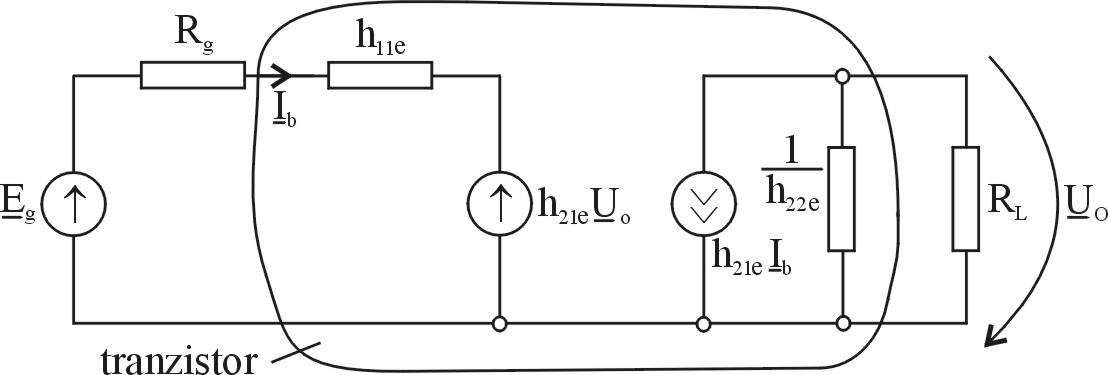 R_g
h_11e
I_b
E_g
h_21e U_o
h_21e I_b
1
h_22e
R_L
U_O
tranzistor